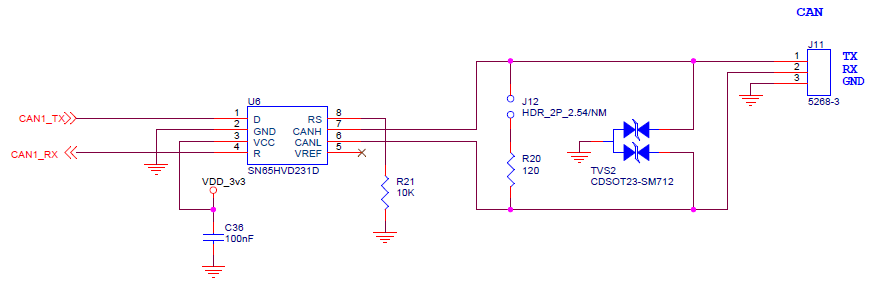 CAN
J11
1
TX
2
RX
3
GND
5268-3
J12
HDR_2P_2.54/NM
U6
CAN1_TX
1
D
RS
8
2
GND
CANH
7
3
VCC
CANL
6
CAN1_RX
4
R
VREF
5
SN65HVD231D
R20
120
TVS2
CDSOT23-SM712
VDD_3v3
R21
10K
C36
100nF